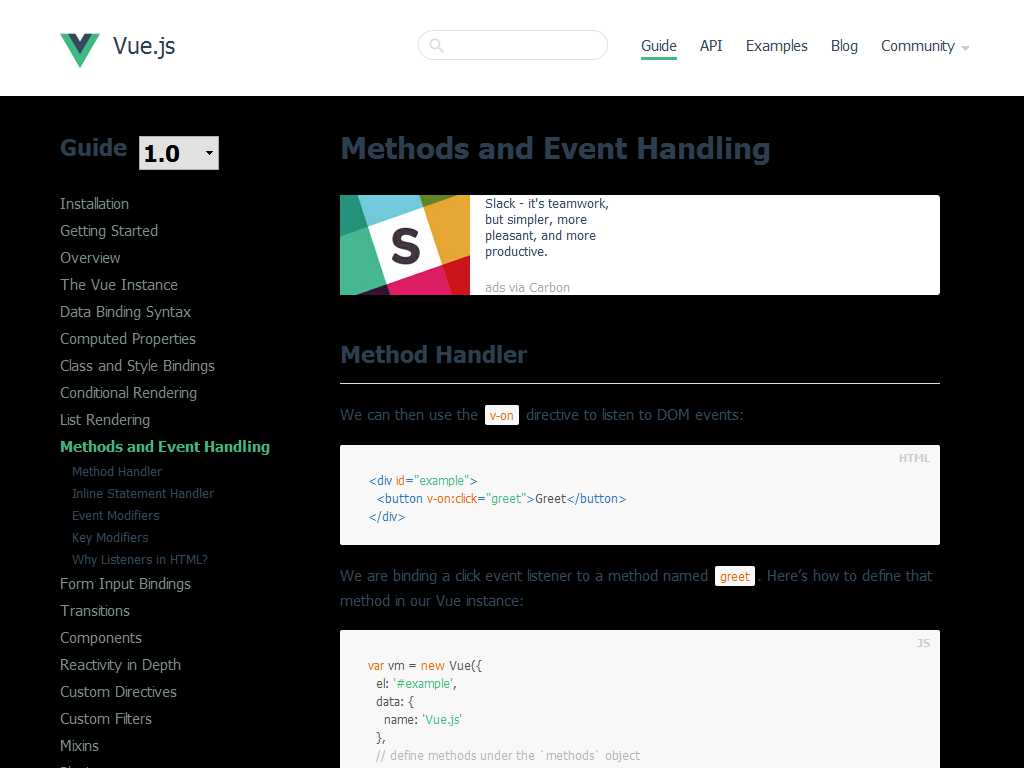 Vue.js
Guide API Examples Blog Community
Guide 1.0
Installation
Getting Started
Overview
The Vue Instance
Data Binding Syntax
Computed Properties
Class and Style Bindings
Conditional Rendering
List Rendering
Methods and Event Handling
Method Handler
Inline Statement Handler
Event Modifiers
Key Modifiers
Why Listeners in HTML?
Form Input Bindings
Transitions
Components
Reactivity in Depth
Custom Directives
Custom Filters
Mixins
Methods and Event Handling
S
Slack - it's teamwork,
but simpler, more
pleasant, and more
productive.
ads via Carbon
Method Handler
We can then use the v-on directive to listen to DOM events:
HTML
<div id="example">
  <button v-on:click="greet">Greet</button>
</div>
We are binding a click event listener to a method named greet. Here’s how to define that
method in our Vue instance:
JS
var vm = new Vue({
  el: '#example',
  data: {
    name: 'Vue.js'
  },
  // define methods under the `methods` object